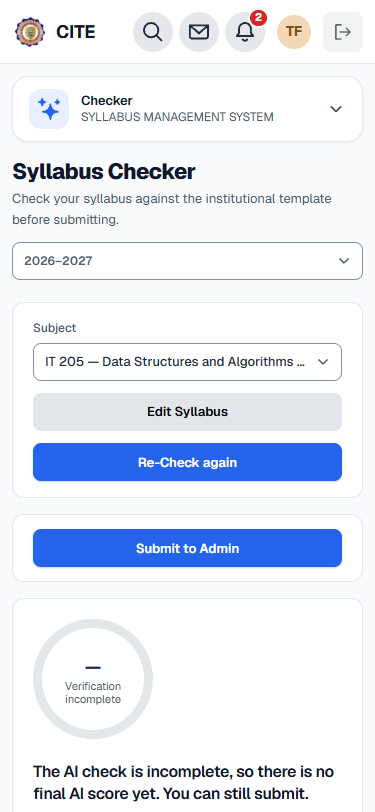 CITE
2
TF
Checker
SYLLABUS MANAGEMENT SYSTEM
Syllabus Checker
Check your syllabus against the institutional template
before submitting.
2026–2027
Subject
IT 205 — Data Structures and Algorithms ...
Edit Syllabus
Re-Check again
Submit to Admin
—
Verification
incomplete
The AI check is incomplete, so there is no
final AI score yet. You can still submit.